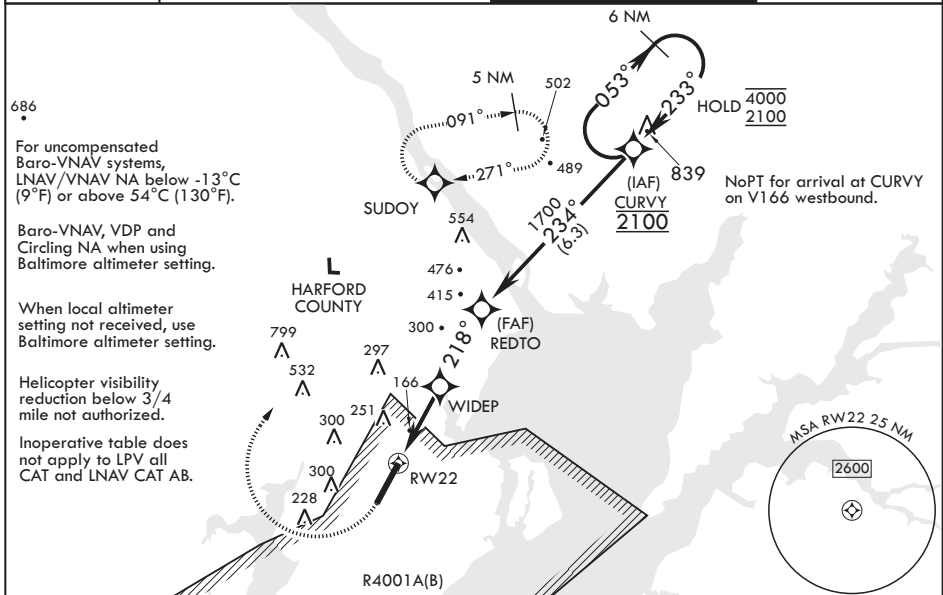 6 NM
053°
233°
HOLD 4000
2100
5 NM
502
091°
271°
489
839
686
For uncompensated
Baro-VNAV systems,
LNAV/VNAV NA below -13°C
(9°F) or above 54°C (130°F).
(IAF)
CURVY
2100
NoPT for arrival at CURVY
on V166 westbound.
SUDOY
1700
234°
(6.3)
554
Baro-VNAV, VDP and
Circling NA when using
Baltimore altimeter setting.
L
HARFORD
COUNTY
476
415
(FAF)
REDTO
When local altimeter
setting not received, use
Baltimore altimeter setting.
300
218°
799
532
297
166
WIDEP
Helicopter visibility
reduction below 3/4
mile not authorized.
251
300
Inoperative table does
not apply to LPV all
CAT and LNAV CAT AB.
300
228
RW22
MSA RW22 25 NM
2600
R4001A(B)